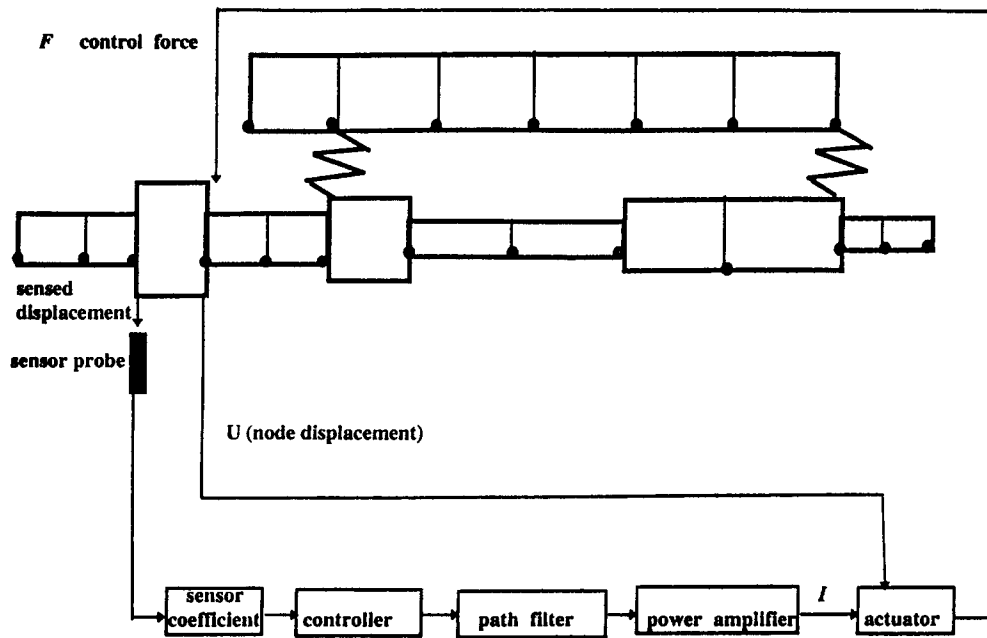 F control force
sensed
displacement
sensor probe
U (node displacement)
sensor
coefficient
controller
path filter
power amplifier
I
actuator